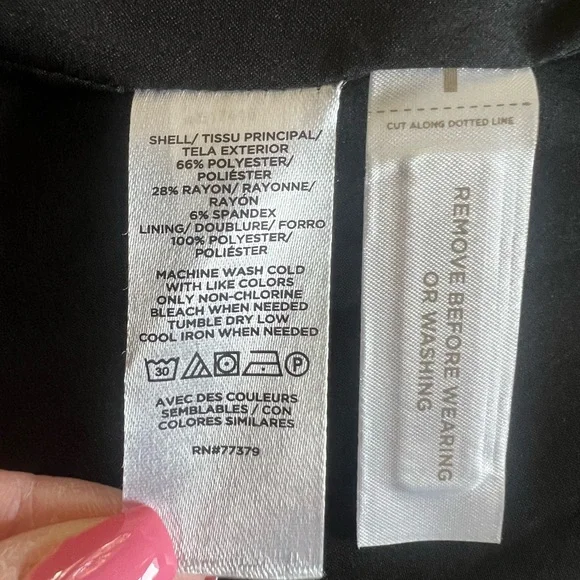 SHELL/ TISSU PRINCIPAL/
TELA EXTERIOR
66% POLYESTER/
POLIÉSTER
28% RAYON/ RAYONNE/
RAYÓN
6% SPANDEX
LINING/ DOUBLURE/ FORRO
100% POLYESTER/
POLIÉSTER
MACHINE WASH COLD
WITH LIKE COLORS
ONLY NON-CHLORINE
BLEACH WHEN NEEDED
TUMBLE DRY LOW
COOL IRON WHEN NEEDED
30 P
AVEC DES COULEURS
SEMBLABLES / CON
COLORES SIMILARES
RN#77379
CUT ALONG DOTTED LINE
REMOVE BEFORE WEARING
OR WASHING